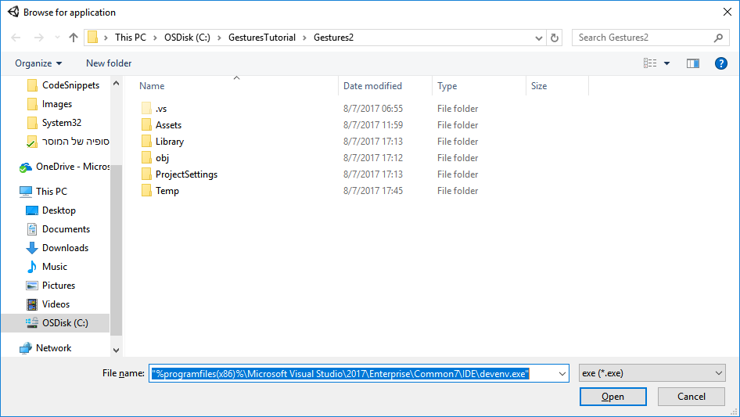 Browse for application
This PC > OSDisk (C:) > GesturesTutorial > Gestures2
Search Gestures2
Organize
New folder
Name
Date modified
Type
Size
CodeSnippets
Images
System32
סופיה של המוסר
OneDrive - Micros
This PC
Desktop
Documents
Downloads
Music
Pictures
Videos
OSDisk (C:)
Network
.vs 8/7/2017 06:55 File folder
Assets 8/7/2017 11:59 File folder
Library 8/7/2017 17:13 File folder
obj 8/7/2017 17:12 File folder
ProjectSettings 8/7/2017 17:13 File folder
Temp 8/7/2017 17:45 File folder
File name: "%programfiles(x86)%\Microsoft Visual Studio\2017\Enterprise\Common7\IDE\devenv.exe"
exe (*.exe)
Open
Cancel